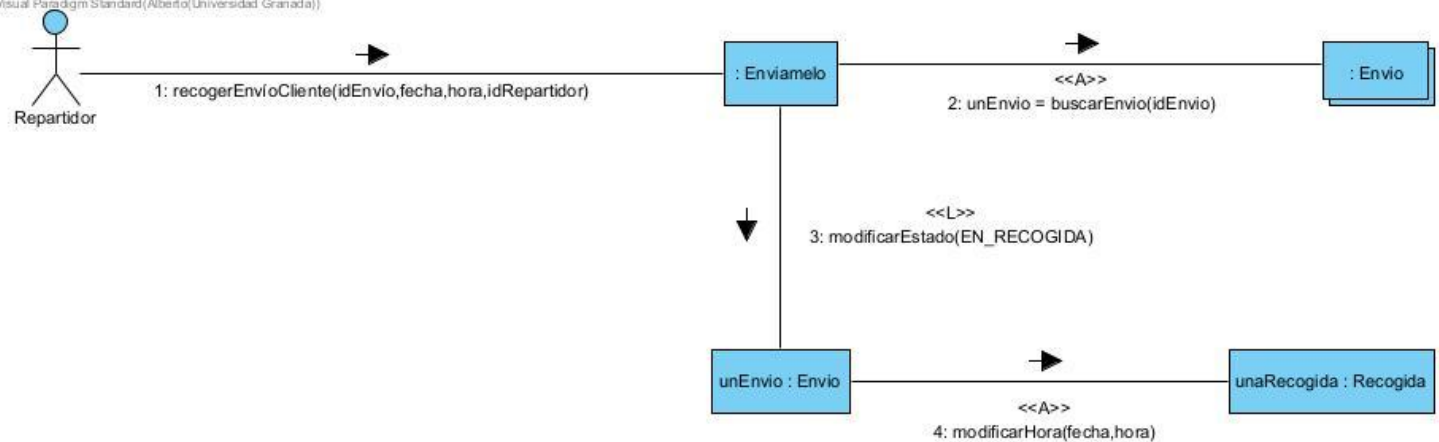 Visual Paradigm Standard(Alberto(Universidad Granada))
Repartidor
1: recogerEnvíoCliente(idEnvío,fecha,hora,idRepartidor)
: Enviamelo
<<A>>
2: unEnvio = buscarEnvio(idEnvio)
: Envio
<<L>>
3: modificarEstado(EN_RECOGIDA)
unEnvio : Envio
<<A>>
4: modificarHora(fecha,hora)
unaRecogida : Recogida